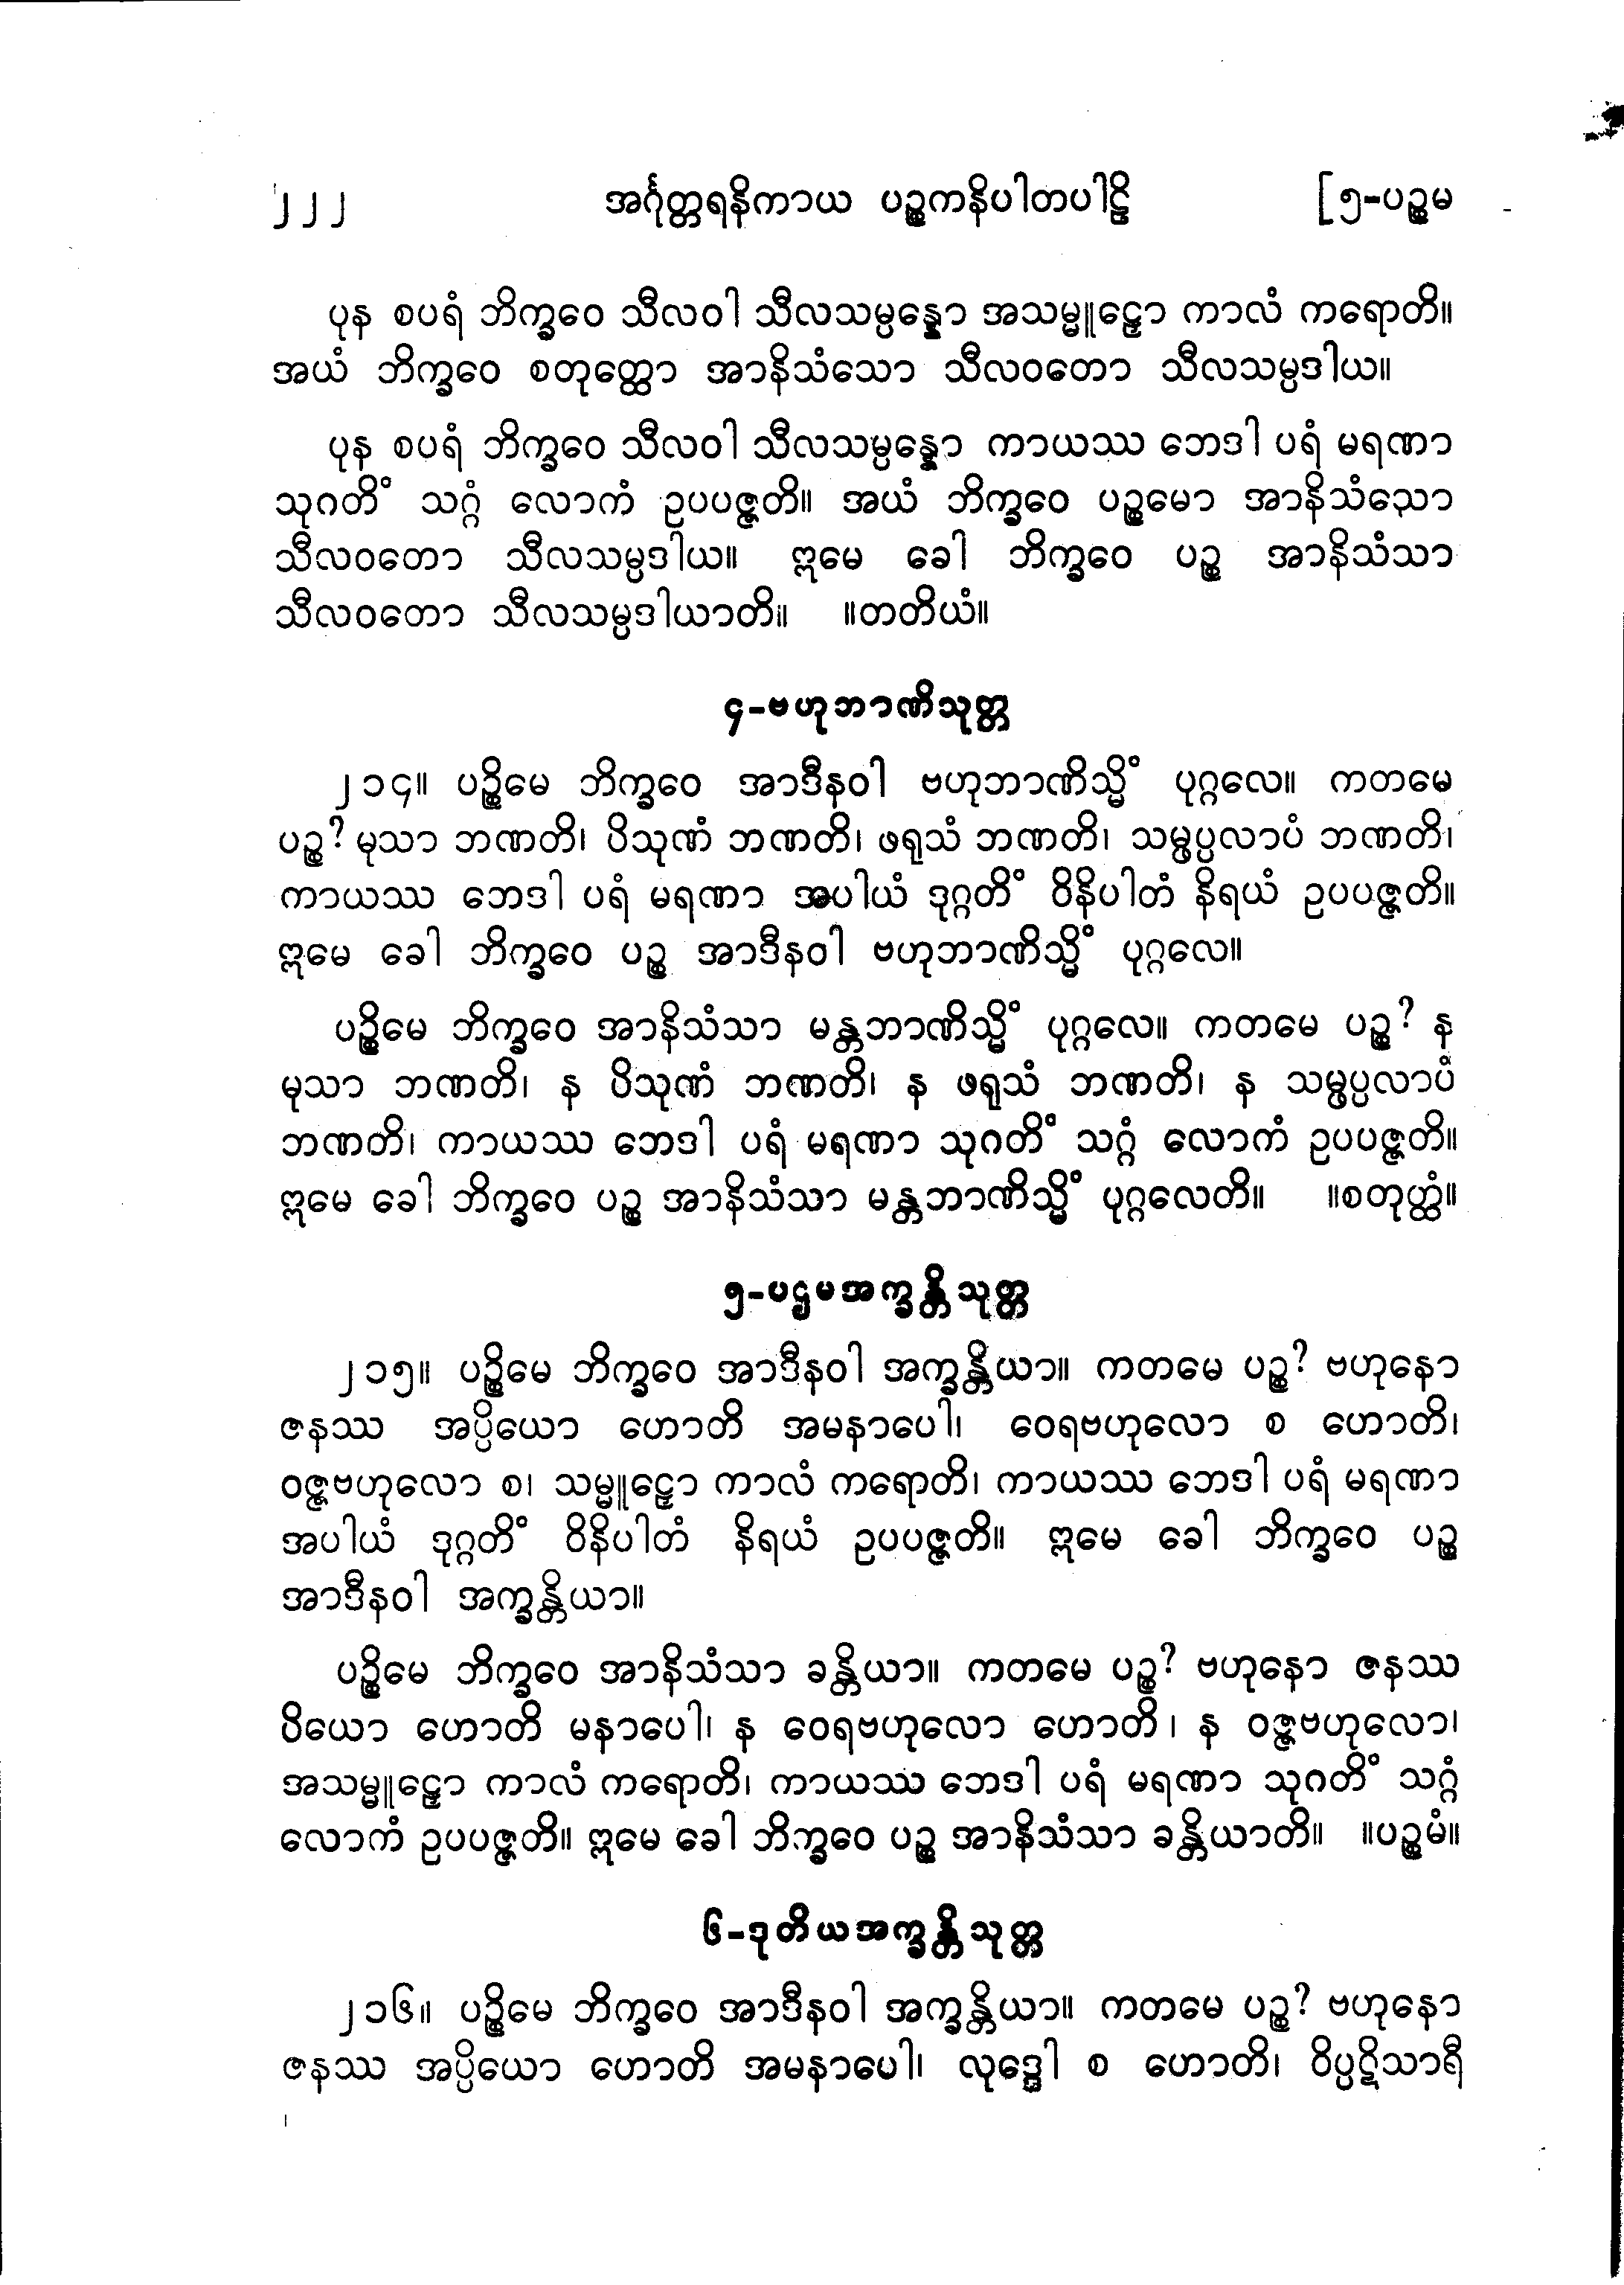 ၂၂၂ အင်္ဂုတ္တရနိကာယ ပဉ္စကနိပါတပါဠိ [၅-ပဉ္စမ
ပုန စပရံ ဘိက္ခဝေ သီလဝါ သီလသမ္ပန္နော အသမ္မူဠှော ကာလံ ကရောတိ။
အယံ ဘိက္ခဝေ စတုတ္ထော အာနိသံသော သီလဝတော သီလသမ္ပဒါယ။
ပုန စပရံ ဘိက္ခဝေ သီလဝါ သီလသမ္ပန္နော ကာယဿ ဘေဒါ ပရံ မရဏာ
သုဂတိံ သဂ္ဂံ လောကံ ဥပပဇ္ဇတိ။ အယံ ဘိက္ခဝေ ပဉ္စမော အာနိသံသော
သီလဝတော သီလသမ္ပဒါယ။ ဣမေ ခေါ ဘိက္ခဝေ ပဉ္စ အာနိသံသာ
သီလဝတော သီလသမ္ပဒါယာတိ။ ။တတိယံ။
၄-ဗဟုဘာဏိသုတ္တ
၂၁၄။ ပဉ္စိမေ ဘိက္ခဝေ အာဒီနဝါ ဗဟုဘာဏိသ္မိံ ပုဂ္ဂလေ။ ကတမေ
ပဉ္စ? မုသာ ဘဏတိ၊ ပိသုဏံ ဘဏတိ၊ ဖရုသံ ဘဏတိ၊ သမ္ဖပ္ပလာပံ ဘဏတိ၊
ကာယဿ ဘေဒါ ပရံ မရဏာ အပါယံ ဒုဂ္ဂတိံ ဝိနိပါတံ နိရယံ ဥပပဇ္ဇတိ။
ဣမေ ခေါ ဘိက္ခဝေ ပဉ္စ အာဒီနဝါ ဗဟုဘာဏိသ္မိံ ပုဂ္ဂလေ။
ပဉ္စိမေ ဘိက္ခဝေ အာနိသံသာ မန္တဘာဏိသ္မိံ ပုဂ္ဂလေ။ ကတမေ ပဉ္စ? န
မုသာ ဘဏတိ၊ န ပိသုဏံ ဘဏတိ၊ န ဖရုသံ ဘဏတိ၊ န သမ္ဖပ္ပလာပံ
ဘဏတိ၊ ကာယဿ ဘေဒါ ပရံ မရဏာ သုဂတိံ သဂ္ဂံ လောကံ ဥပပဇ္ဇတိ။
ဣမေ ခေါ ဘိက္ခဝေ ပဉ္စ အာနိသံသာ မန္တဘာဏိသ္မိံ ပုဂ္ဂလေတိ။ ။စတုတ္ထံ။
၅-ပဌမအက္ခန္တိသုတ္တ
၂၁၅။ ပဉ္စိမေ ဘိက္ခဝေ အာဒီနဝါ အက္ခန္တိယာ။ ကတမေ ပဉ္စ? ဗဟုနော
ဇနဿ အပ္ပိယော ဟောတိ အမနာပေါ၊ ဝေရဗဟုလော စ ဟောတိ၊
ဝဇ္ဇဗဟုလော စ၊ သမ္မူဠှော ကာလံ ကရောတိ၊ ကာယဿ ဘေဒါ ပရံ မရဏာ
အပါယံ ဒုဂ္ဂတိံ ဝိနိပါတံ နိရယံ ဥပပဇ္ဇတိ။ ဣမေ ခေါ ဘိက္ခဝေ ပဉ္စ
အာဒီနဝါ အက္ခန္တိယာ။
ပဉ္စိမေ ဘိက္ခဝေ အာနိသံသာ ခန္တိယာ။ ကတမေ ပဉ္စ? ဗဟုနော ဇနဿ
ပိယော ဟောတိ မနာပေါ၊ န ဝေရဗဟုလော ဟောတိ၊ န ဝဇ္ဇဗဟုလော၊
အသမ္မူဠှော ကာလံ ကရောတိ၊ ကာယဿ ဘေဒါ ပရံ မရဏာ သုဂတိံ သဂ္ဂံ
လောကံ ဥပပဇ္ဇတိ။ ဣမေ ခေါ ဘိက္ခဝေ ပဉ္စ အာနိသံသာ ခန္တိယာတိ။ ။ပဉ္စမံ။
၆-ဒုတိယအက္ခန္တိသုတ္တ
၂၁၆။ ပဉ္စိမေ ဘိက္ခဝေ အာဒီနဝါ အက္ခန္တိယာ။ ကတမေ ပဉ္စ? ဗဟုနော
ဇနဿ အပ္ပိယော ဟောတိ အမနာပေါ၊ လုဒ္ဒေါ စ ဟောတိ၊ ဝိပ္ပဋိသာရီ